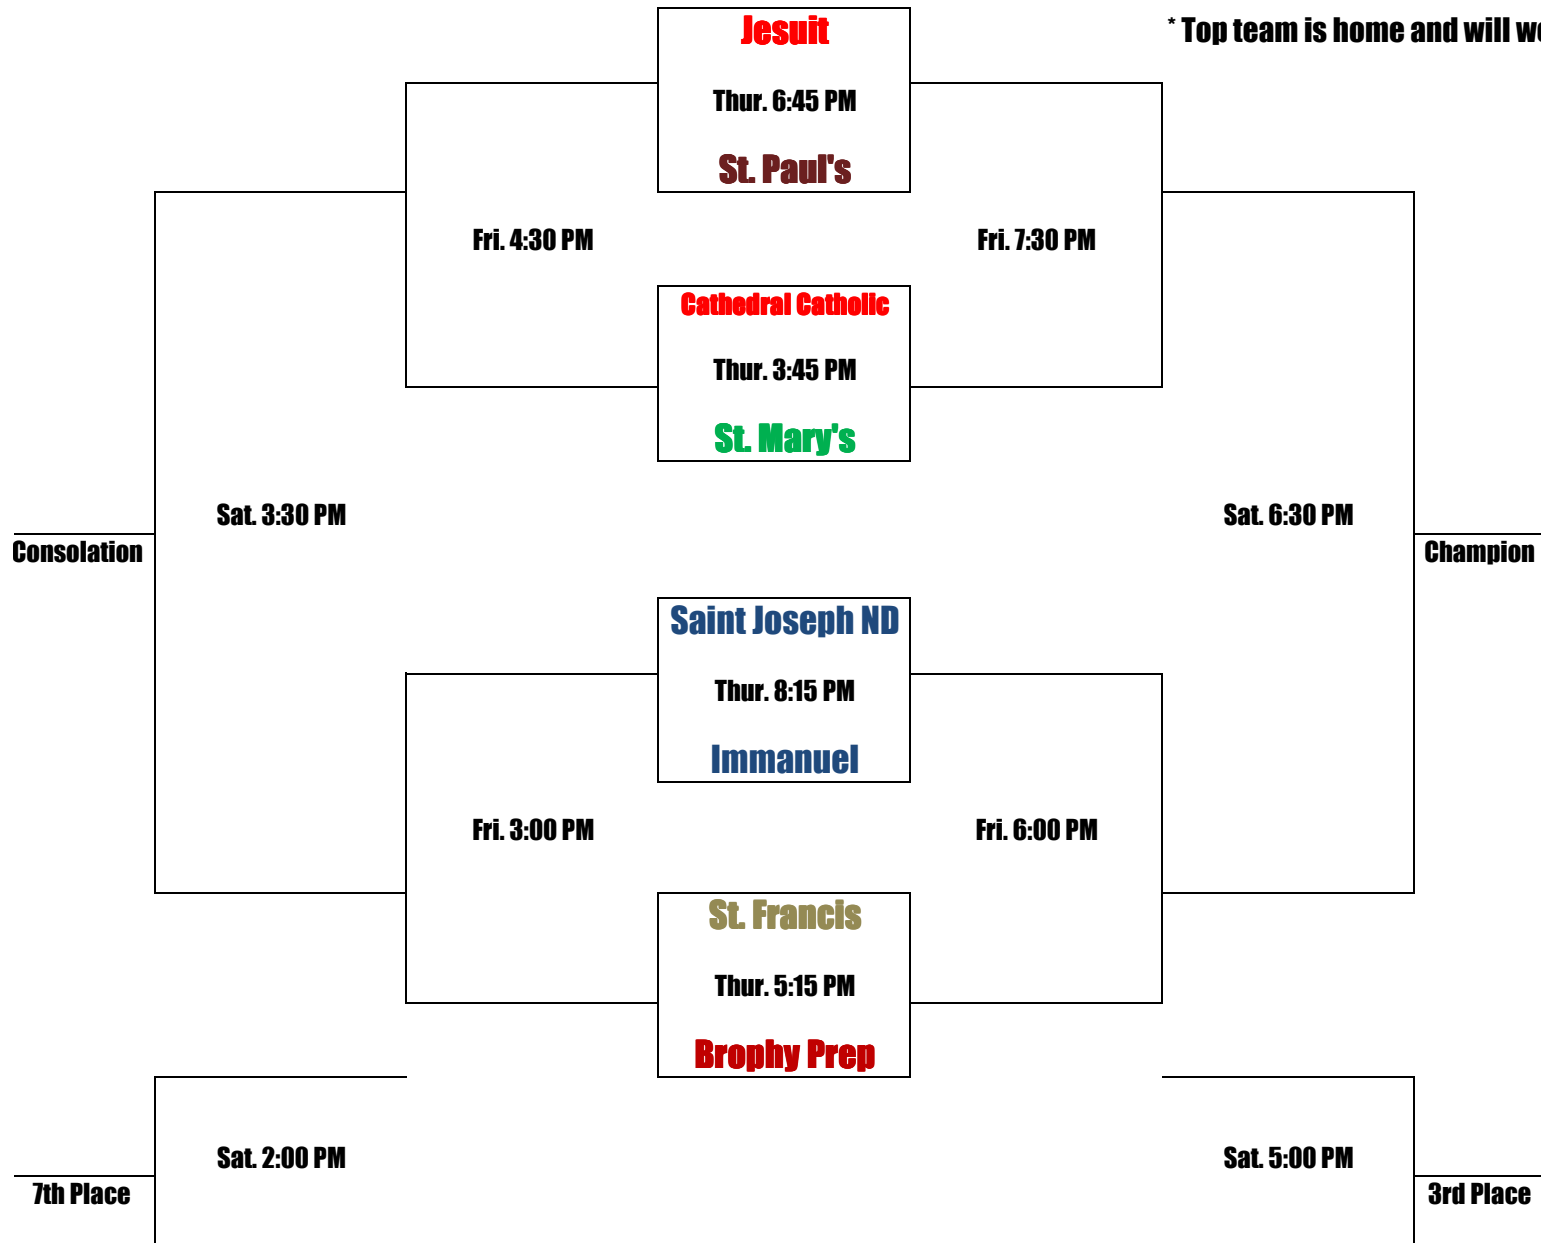 Jesuit
* Top team is home and will
Thur. 6:45 PM
St. Paul's
Fri. 4:30 PM
Fri. 7:30 PM
Cathedral Catholic
Thur. 3:45 PM
St. Mary's
Sat. 3:30 PM
Sat. 6:30 PM
Consolation
Champion
Saint Joseph ND
Thur. 8:15 PM
Immanuel
Fri. 3:00 PM
Fri. 6:00 PM
St. Francis
Thur. 5:15 PM
Brophy Prep
Sat. 2:00 PM
Sat. 5:00 PM
7th Place
3rd Place